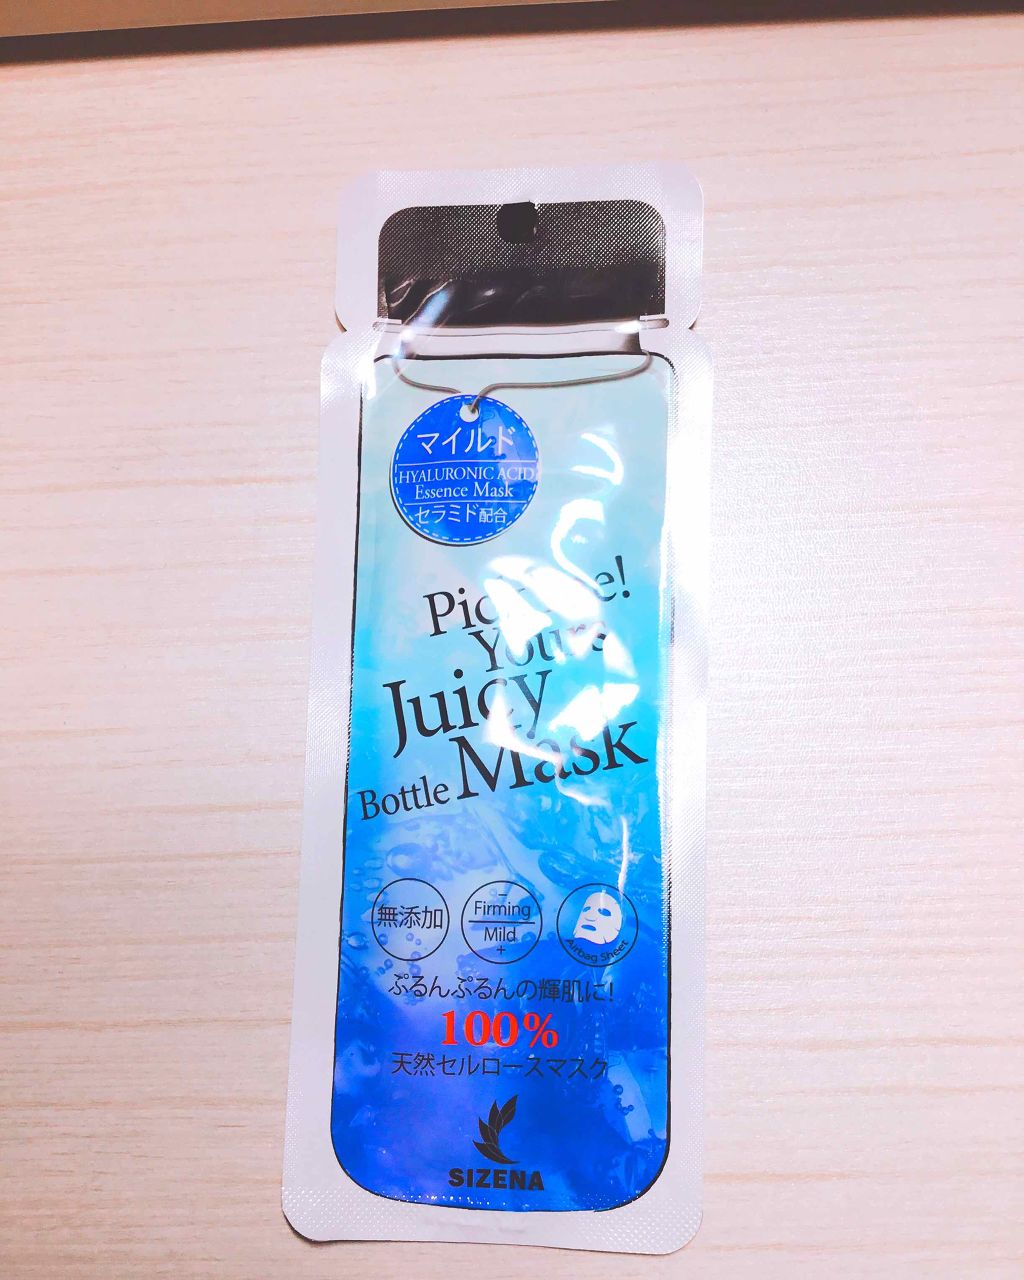 マイルド
HYALURONIC ACID
Essence Mask
セラミド配合
Yours
Juicy
Bottle Mask
無添加
Firming
Mild
+
Airbag Sheet
ぷるんぷるんの輝肌に!
100%
天然セルロースマスク
SIZENA